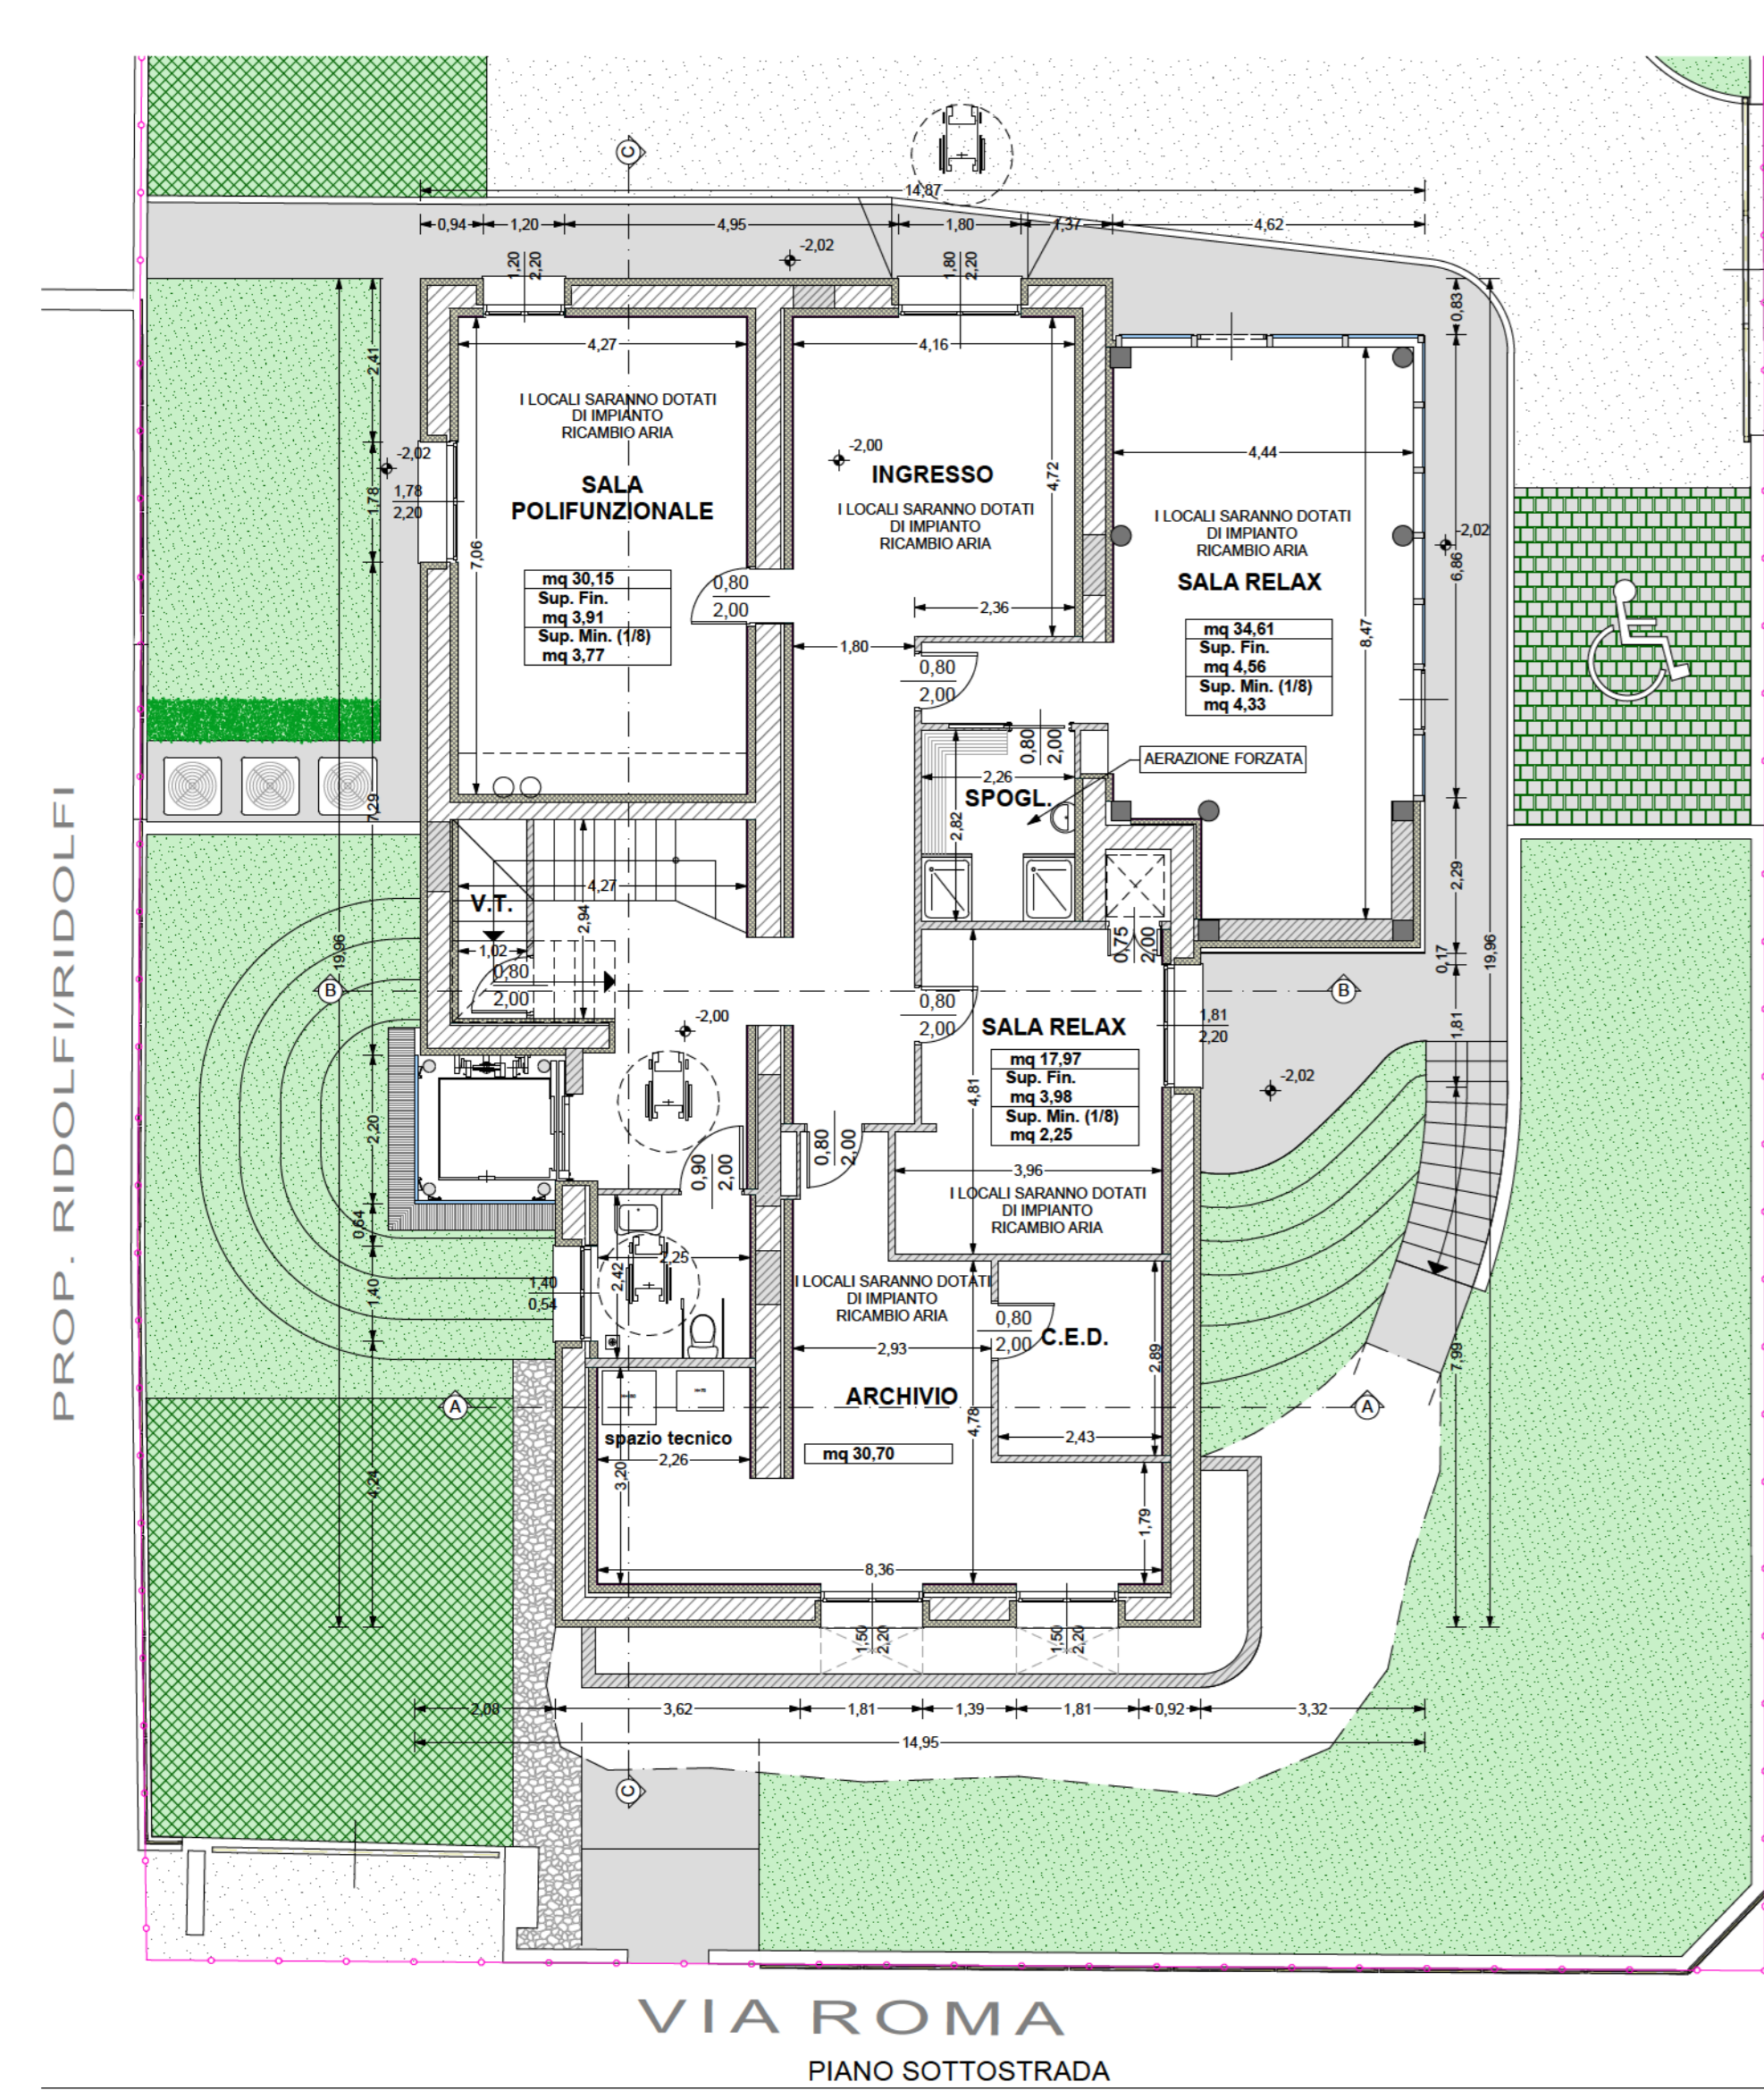 14,87
0,94
1,20
4,95
1,80
1,37
4,62
C
-2,02
1,20
2,20
1,80
2,20
0,83
2,41
4,27
4,16
I LOCALI SARANNO DOTATI
DI IMPIANTO
RICAMBIO ARIA
-2,02
1,78
2,20
1,78
SALA
POLIFUNZIONALE
7,06
mq 30,15
Sup. Fin.
mq 3,91
Sup. Min. (1/8)
mq 3,77
0,80
2,00
-2,00
INGRESSO
4,72
I LOCALI SARANNO DOTATI
DI IMPIANTO
RICAMBIO ARIA
2,36
1,80
0,80
2,00
4,44
I LOCALI SARANNO DOTATI
DI IMPIANTO
RICAMBIO ARIA
SALA RELAX
mq 34,61
Sup. Fin.
mq 4,56
Sup. Min. (1/8)
mq 4,33
8,47
-2,02
6,86
AERAZIONE FORZATA
0,80
2,00
2,26
SPOGL.
2,82
7,29
PROP. RIDOLFI/RIDOLFI
19,96
4,27
V.T.
2,94
1,02
0,80
2,00
B
-2,00
0,75
2,00
2,29
0,17
19,96
B
0,80
2,00
SALA RELAX
mq 17,97
Sup. Fin.
mq 3,98
Sup. Min. (1/8)
mq 2,25
4,81
1,81
2,20
1,81
-2,02
2,20
0,90
2,00
0,80
2,00
3,96
I LOCALI SARANNO DOTATI
DI IMPIANTO
RICAMBIO ARIA
0,64
1,40
1,40
0,54
2,25
2,42
I LOCALI SARANNO DOTATI
DI IMPIANTO
RICAMBIO ARIA
0,80
2,00
C.E.D.
2,89
2,93
7,99
A
ARCHIVIO
A
4,78
spazio tecnico
2,26
mq 30,70
2,43
3,20
4,24
1,79
8,36
1,50
2,20
1,50
2,20
2,08
3,62
1,81
1,39
1,81
0,92
3,32
14,95
C
VIA ROMA
PIANO SOTTOSTRADA